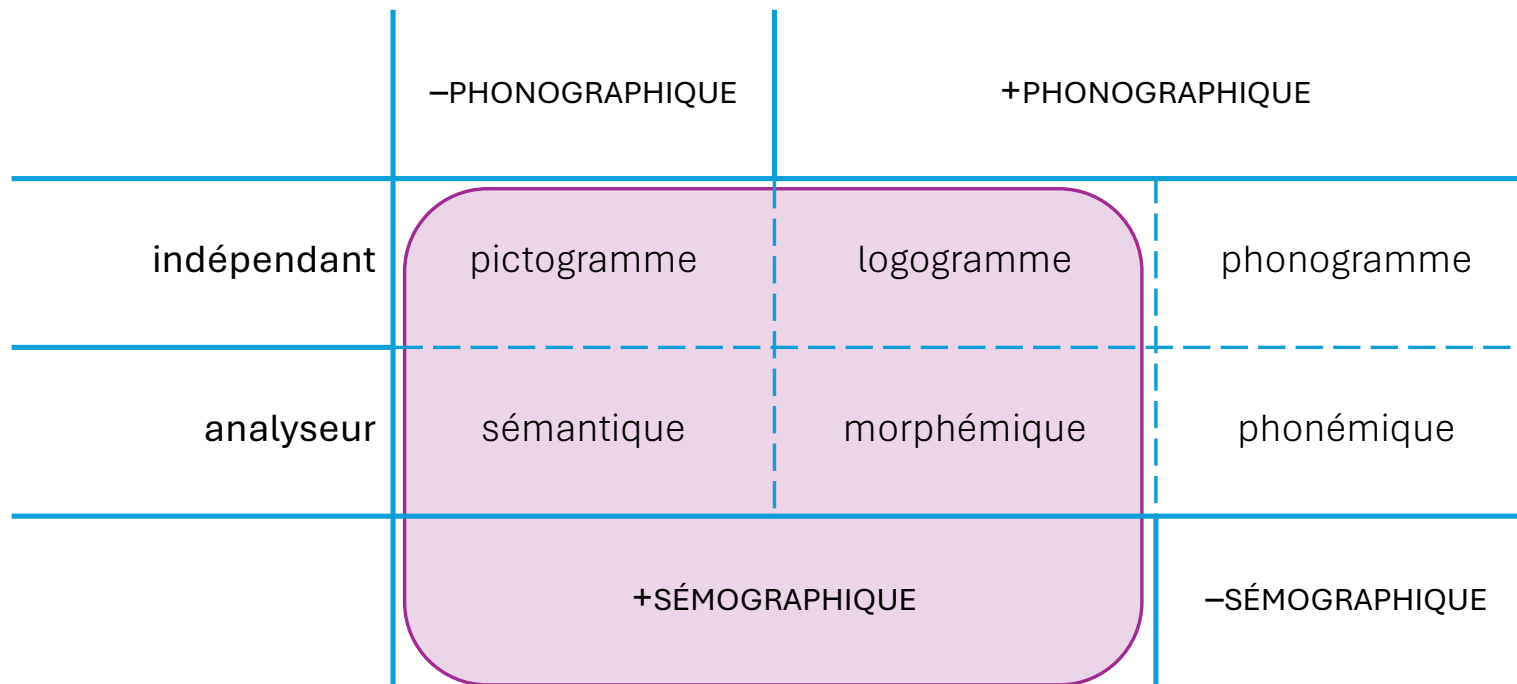 –PHONOGRAPHIQUE +PHONOGRAPHIQUE
indépendant pictogramme logogramme phonogramme
analyseur sémantique morphémique phonémique
+SÉMOGRAPHIQUE –SÉMOGRAPHIQUE